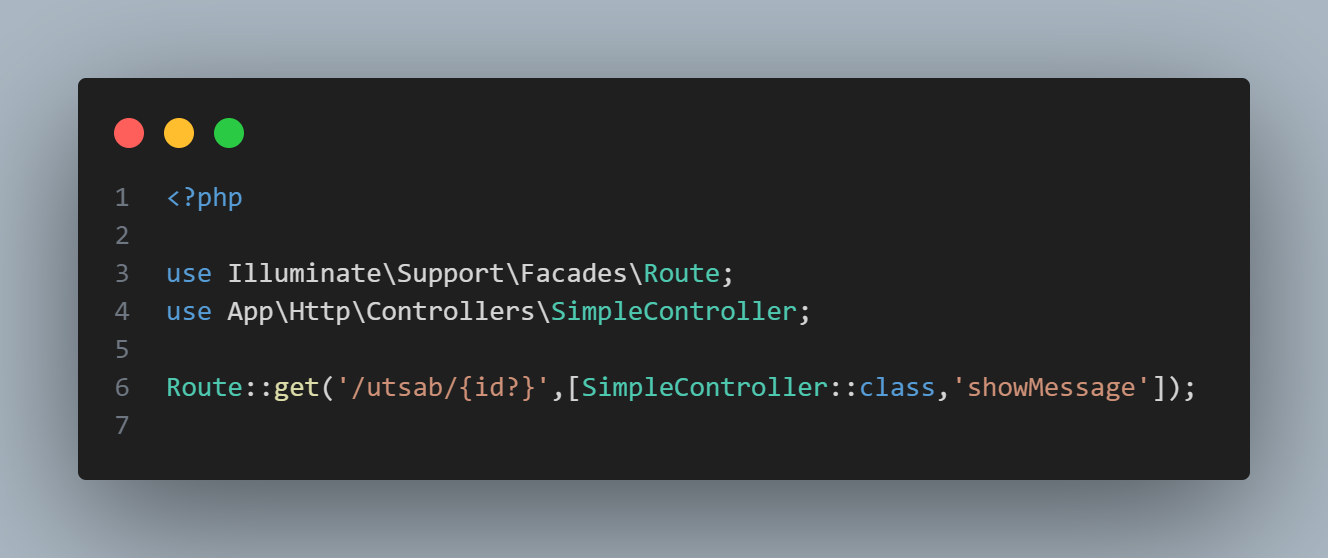 1 <?php
2
3 use Illuminate\Support\Facades\Route;
4 use App\Http\Controllers\SimpleController;
5
6 Route::get('/utsab/{id?}',[SimpleController::class,'showMessage']);
7